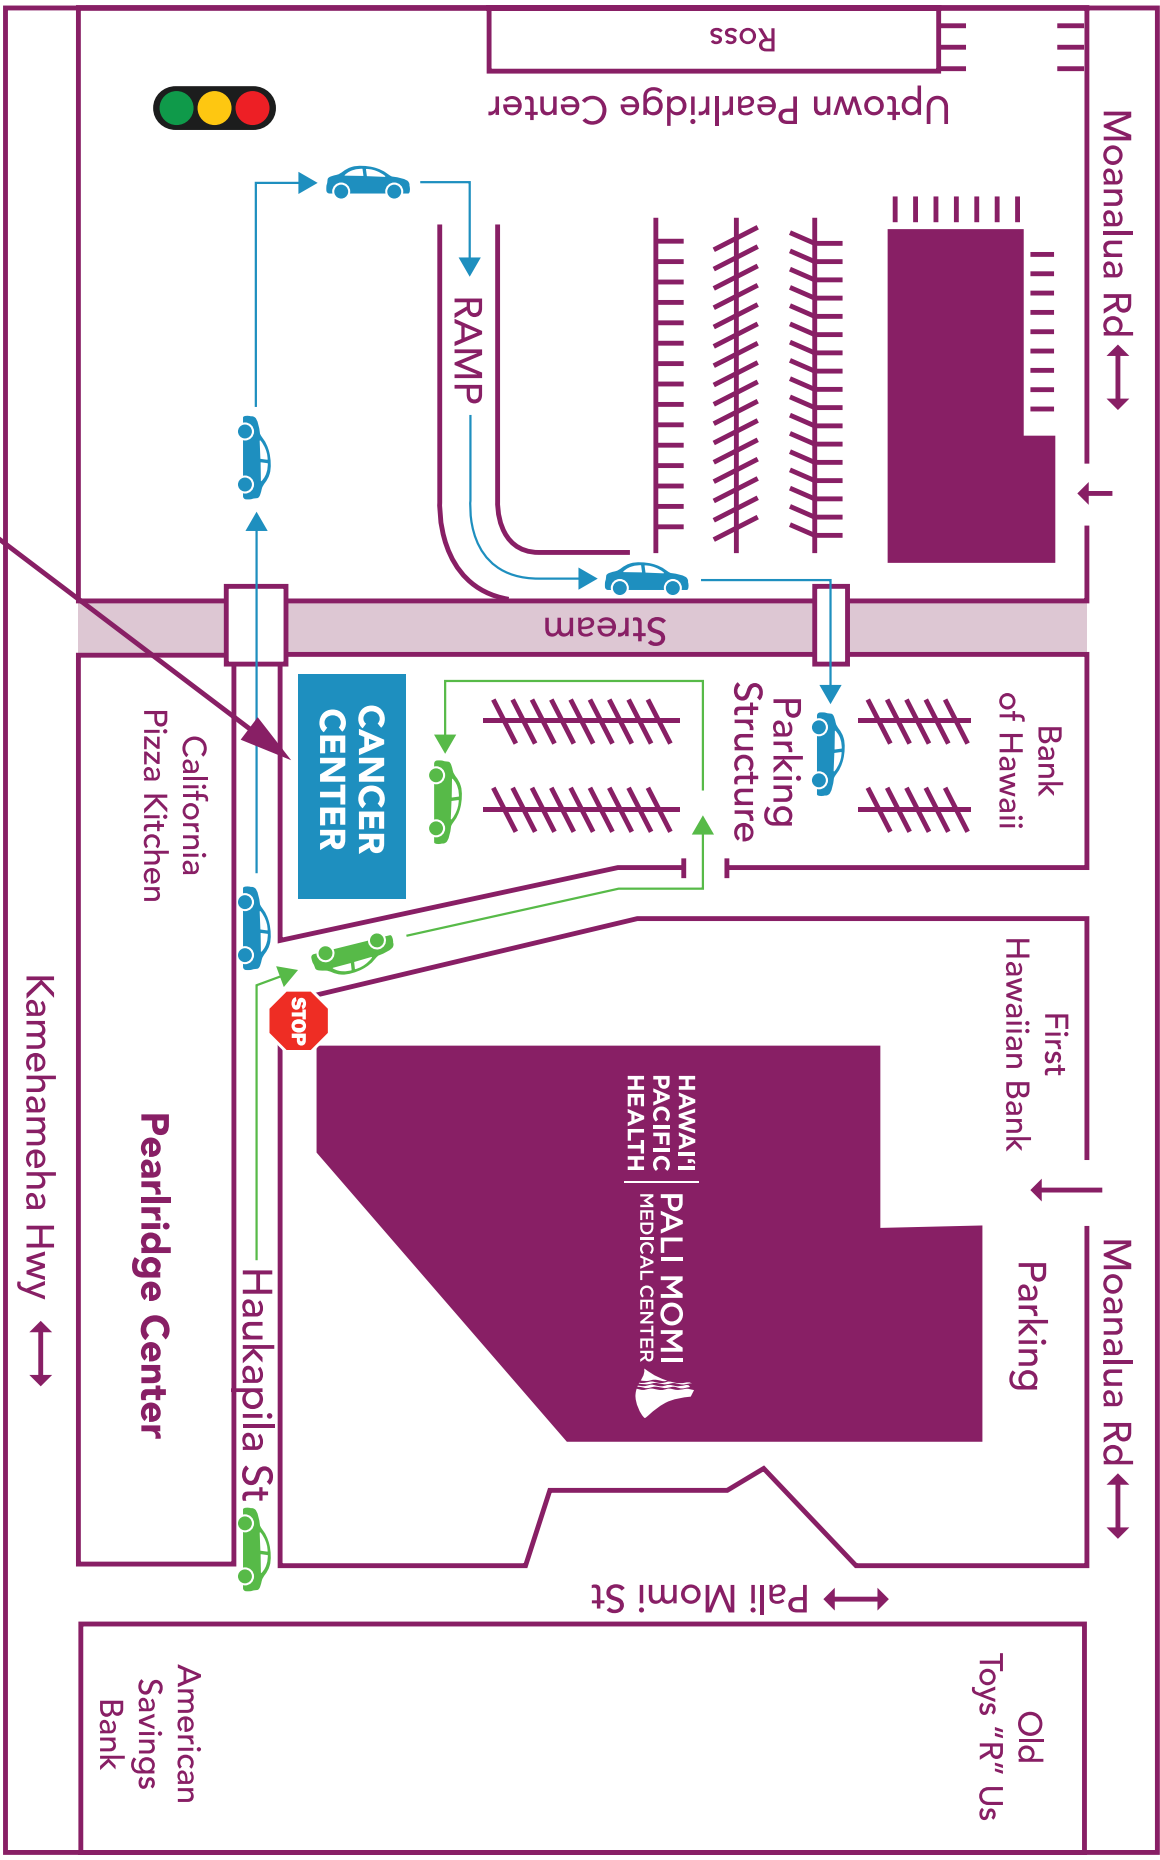 Ross
Uptown Pearlridge Center
Moanalua Rd
RAMP
Stream
California
Pizza Kitchen
CANCER
CENTER
Parking
Structure
Bank
of Hawaii
First
Hawaiian Bank
STOP
Kamehameha Hwy
Pearlridge Center
Haukapila St
HAWAI‘I
PACIFIC
HEALTH
PALI MOMI
MEDICAL CENTER
Parking
Moanalua Rd
Pali Momi St
American
Savings
Bank
Old
Toys “R” Us